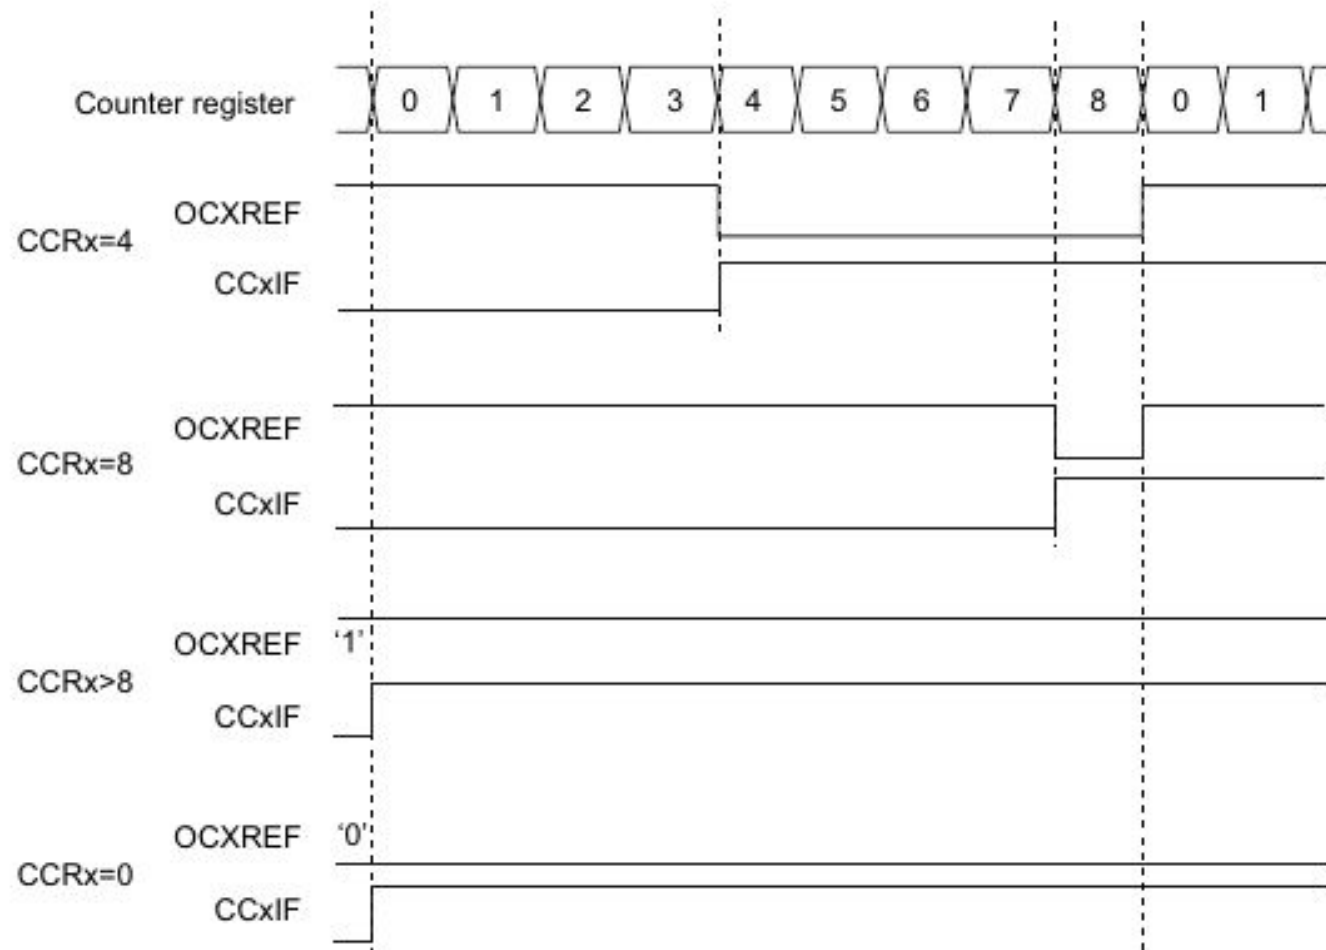 Counter register 0 1 2 3 4 5 6 7 8 0 1
OCXREF
CCRx=4
CCxIF
OCXREF
CCRx=8
CCxIF
OCXREF ‘1’
CCRx>8
CCxIF
OCXREF ‘0’
CCRx=0
CCxIF